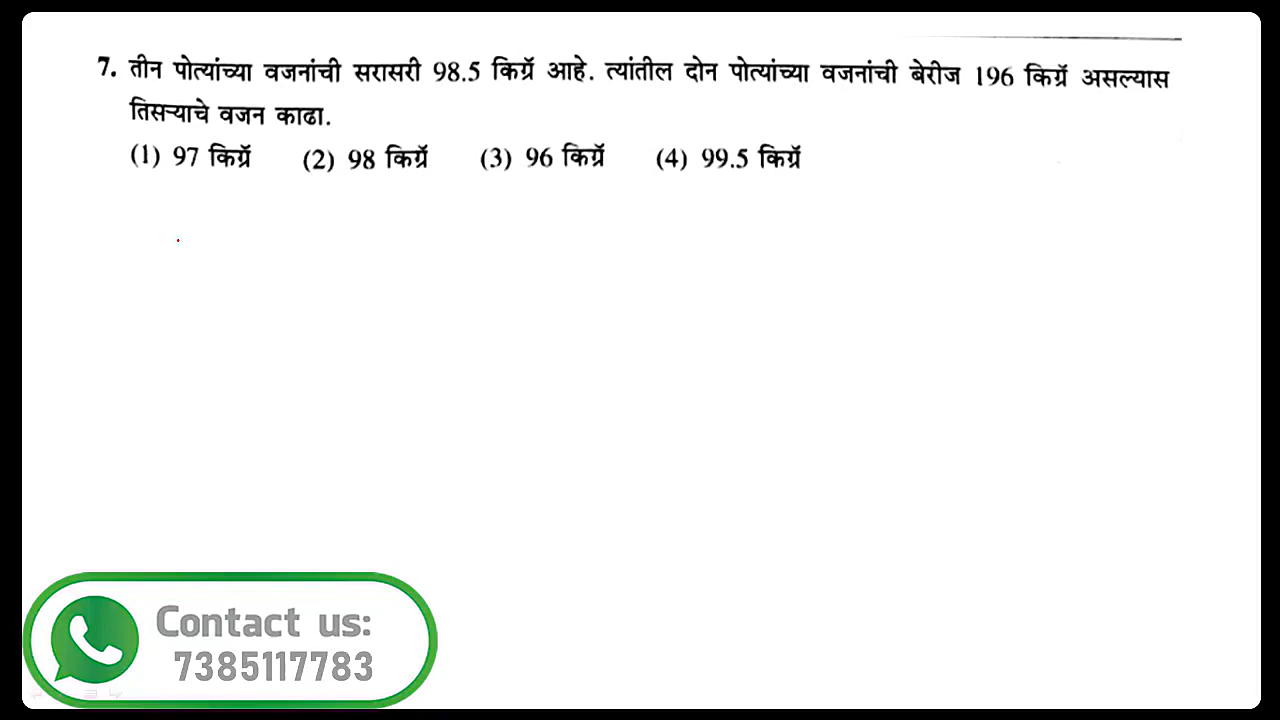 7. तीन पोत्यांच्या वजनांची सरासरी 98.5 किग्रॅ आहे. त्यांतील दोन पोत्यांच्या वजनांची बेरीज 196 किग्रॅ असल्यास
तिसऱ्याचे वजन काढा.
(1) 97 किग्रॅ (2) 98 किग्रॅ (3) 96 किग्रॅ (4) 99.5 किग्रॅ
Contact us:
7385117783